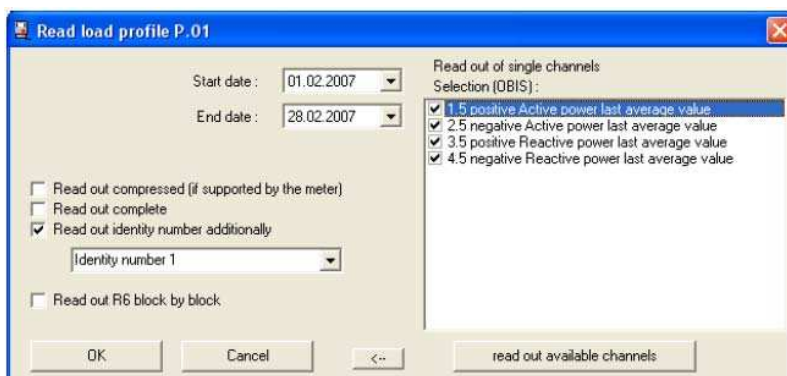 Read load profile P.01
Start date :
01.02.2007
End date :
28.02.2007
Read out compressed (if supported by the meter)
Read out complete
Read out identity number additionally
Identity number 1
Read out R6 block by block
OK
Cancel
<--
Read out of single channels
Selection (OBIS) :
1.5 positive Active power last average value
2.5 negative Active power last average value
3.5 positive Reactive power last average value
4.5 negative Reactive power last average value
read out available channels